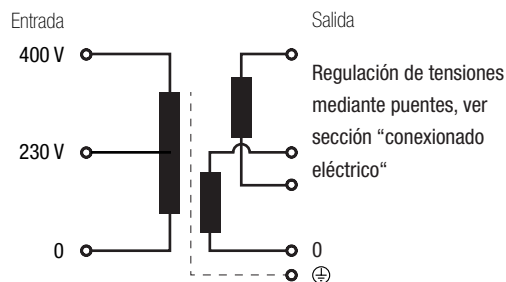 Entrada
Salida
400 V
230 V
0
Regulación de tensiones
mediante puentes, ver
sección “conexionado
eléctrico“
0